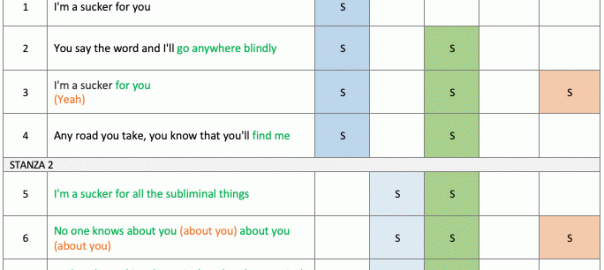 1 I'm a sucker for you S
2 You say the word and I'll go anywhere blindly S S
3 I'm a sucker for you S S S
(Yeah)
4 Any road you take, you know that you'll find me S S
STANZA 2
5 I'm a sucker for all the subliminal things S S
6 No one knows about you (about you) about you S S S
(about you)